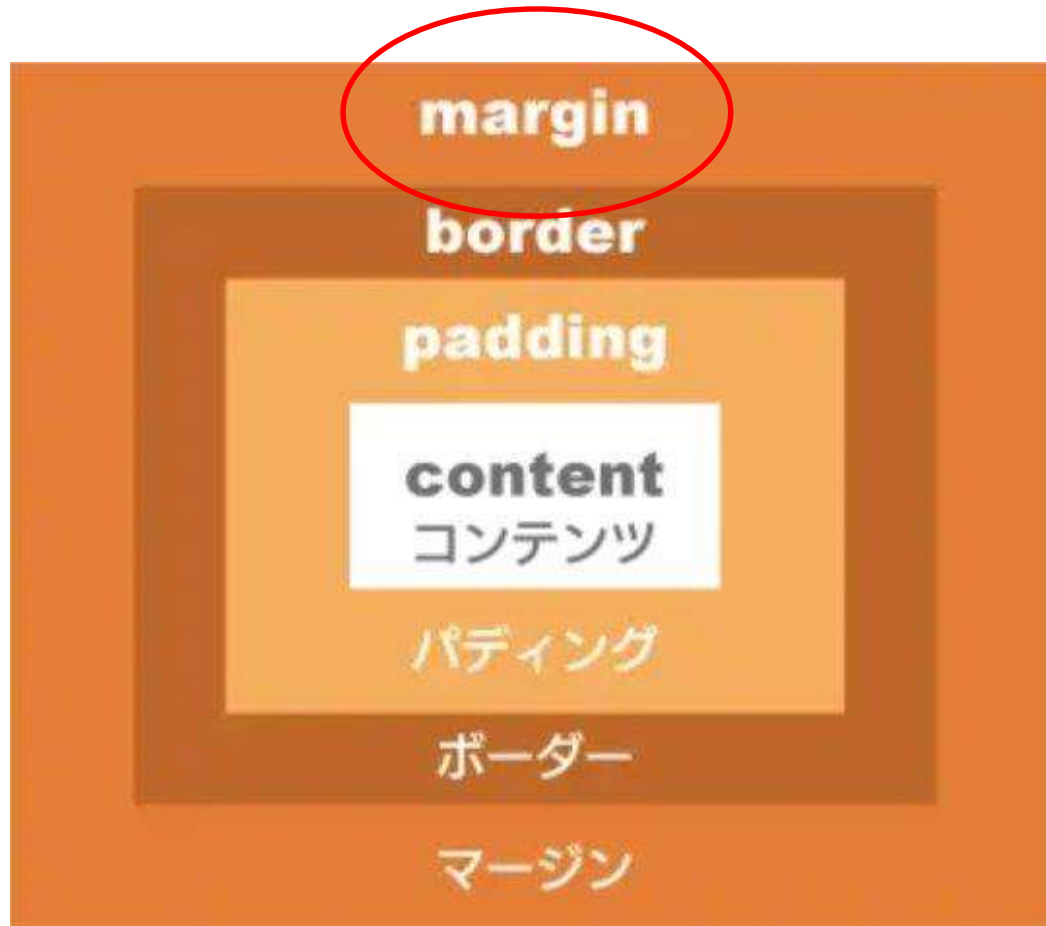 margin
border
padding
content
コンテンツ
パディング
ボーダー
マージン